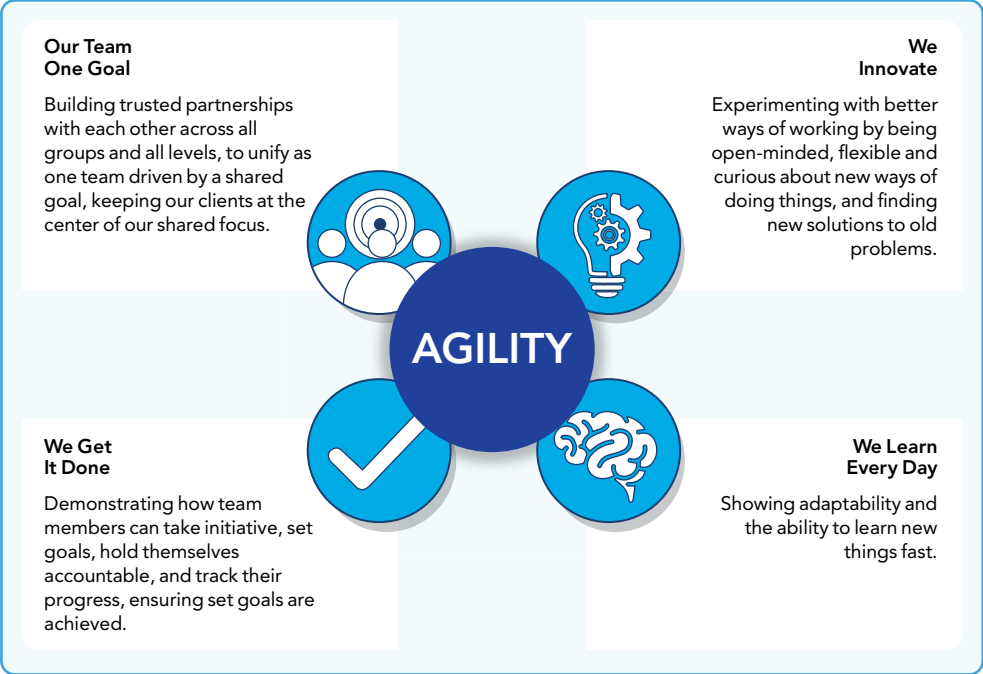 Our Team
One Goal
Building trusted partnerships
with each other across all
groups and all levels, to unify as
one team driven by a shared
goal, keeping our clients at the
center of our shared focus.
We
Innovate
Experimenting with better
ways of working by being
open-minded, flexible and
curious about new ways of
doing things, and finding
new solutions to old
problems.
AGILITY
We Get
It Done
Demonstrating how team
members can take initiative, set
goals, hold themselves
accountable, and track their
progress, ensuring set goals are
achieved.
We Learn
Every Day
Showing adaptability and
the ability to learn new
things fast.